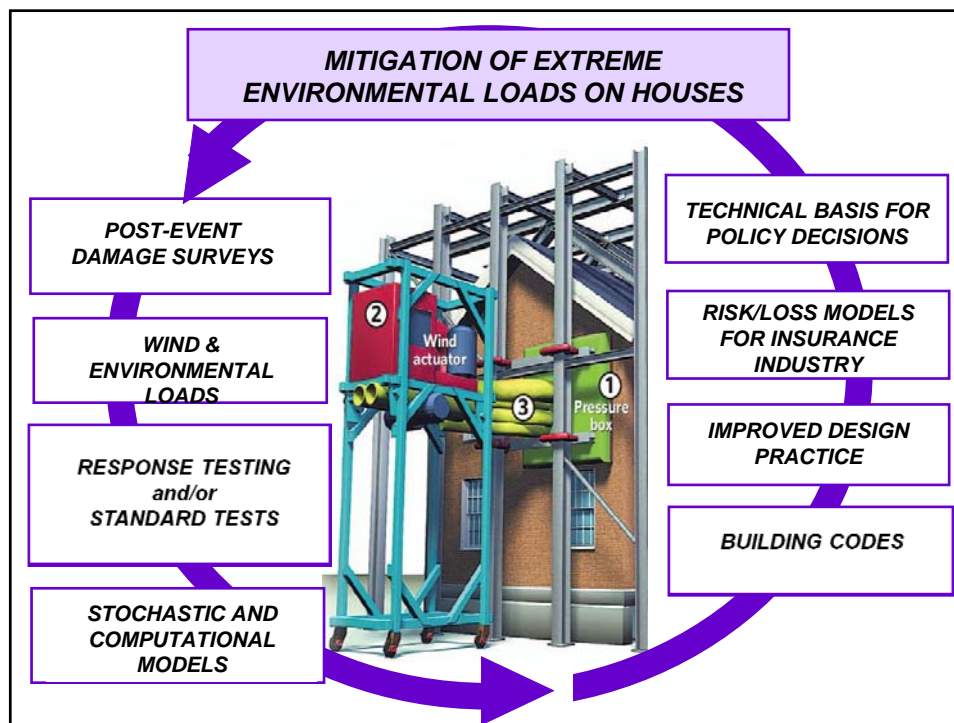 MITIGATION OF EXTREME
ENVIRONMENTAL LOADS ON HOUSES
POST-EVENT
DAMAGE SURVEYS
WIND &
ENVIRONMENTAL
LOADS
RESPONSE TESTING
and/or
STANDARD TESTS
STOCHASTIC AND
COMPUTATIONAL
MODELS
2
Wind
actuator
3
1
Pressure
box
TECHNICAL BASIS FOR
POLICY DECISIONS
RISK/LOSS MODELS
FOR INSURANCE
INDUSTRY
IMPROVED DESIGN
PRACTICE
BUILDING CODES